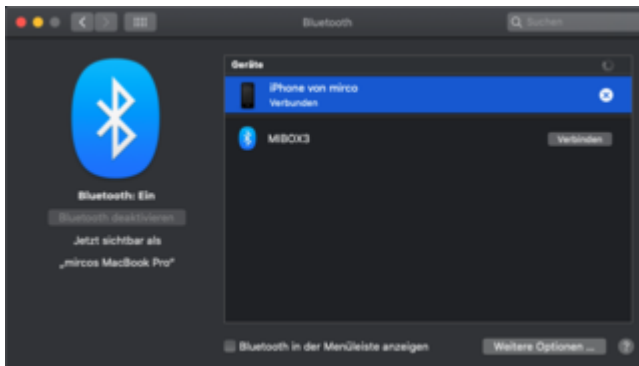 Bluetooth
Suchen
Geräte
iPhone von mirco
Verbunden
MIBOX3
Verbinden
Bluetooth: Ein
Bluetooth deaktivieren
Jetzt sichtbar als
„mircos MacBook Pro“
Bluetooth in der Menüleiste anzeigen
Weitere Optionen ...
?